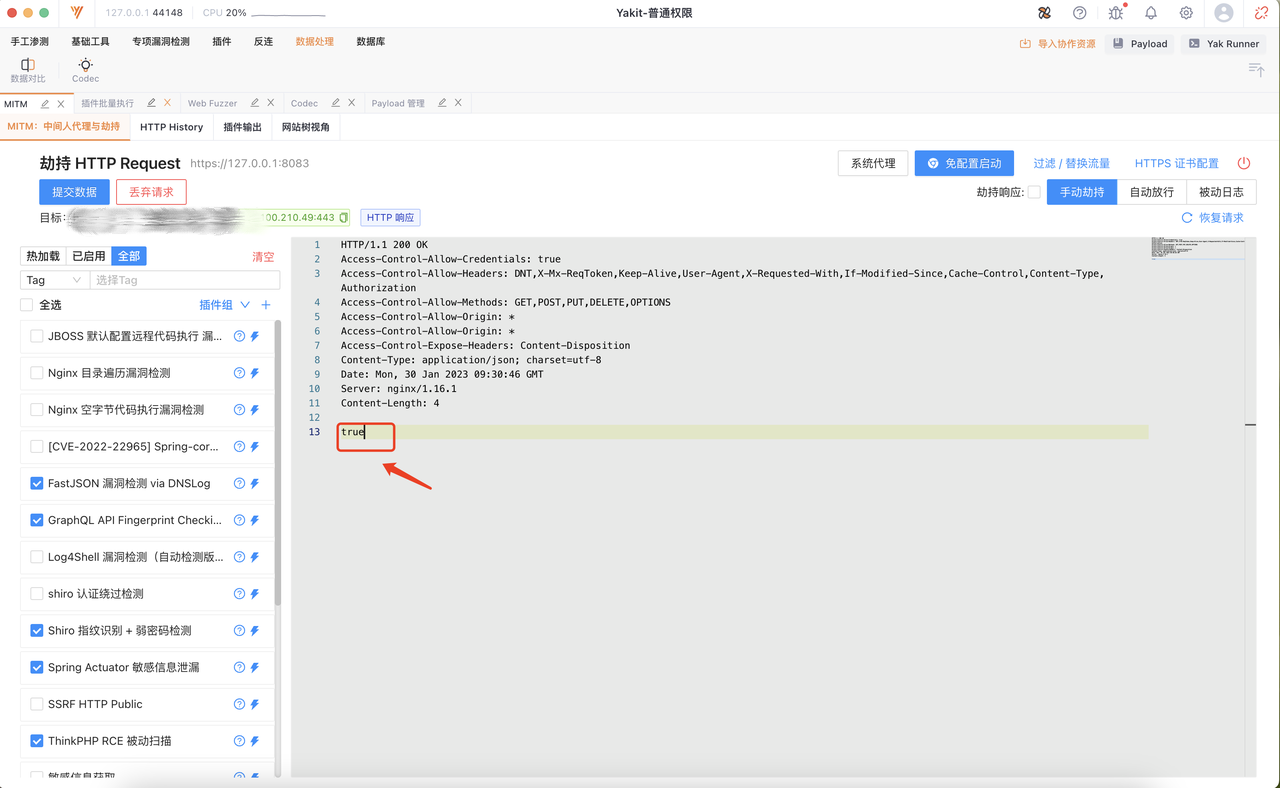 127.0.0.1 44148 CPU 20% Yakit-普通权限
手工渗测 基础工具 专项漏洞检测 插件 反连 数据处理 数据库 导入协作资源 Payload Yak Runner
数据对比 Codec
MITM 插件批量执行 Web Fuzzer Codec Payload 管理
MITM：中间人代理与劫持 HTTP History 插件输出 网站树视角
劫持 HTTP Request https://127.0.0.1:8083 系统代理 免配置启动 过滤 / 替换流量 HTTPS 证书配置
提交数据 丢弃请求 劫持响应: 手动劫持 自动放行 被动日志
目标: 00.210.49:443 HTTP 响应 恢复请求
热加载 已启用 全部 清空
Tag 选择Tag
全选 插件组
JBOSS 默认配置远程代码执行 漏...
Nginx 目录遍历漏洞检测
Nginx 空字节代码执行漏洞检测
[CVE-2022-22965] Spring-cor...
FastJSON 漏洞检测 via DNSLog
GraphQL API Fingerprint Checki...
Log4Shell 漏洞检测（自动检测版...
shiro 认证绕过检测
Shiro 指纹识别 + 弱密码检测
Spring Actuator 敏感信息泄漏
SSRF HTTP Public
ThinkPHP RCE 被动扫描
敏感信息获取
1 HTTP/1.1 200 OK
2 Access-Control-Allow-Credentials: true
3 Access-Control-Allow-Headers: DNT,X-Mx-ReqToken,Keep-Alive,User-Agent,X-Requested-With,If-Modified-Since,Cache-Control,Content-Type,
Authorization
4 Access-Control-Allow-Methods: GET,POST,PUT,DELETE,OPTIONS
5 Access-Control-Allow-Origin: *
6 Access-Control-Allow-Origin: *
7 Access-Control-Expose-Headers: Content-Disposition
8 Content-Type: application/json; charset=utf-8
9 Date: Mon, 30 Jan 2023 09:30:46 GMT
10 Server: nginx/1.16.1
11 Content-Length: 4
12
13 true